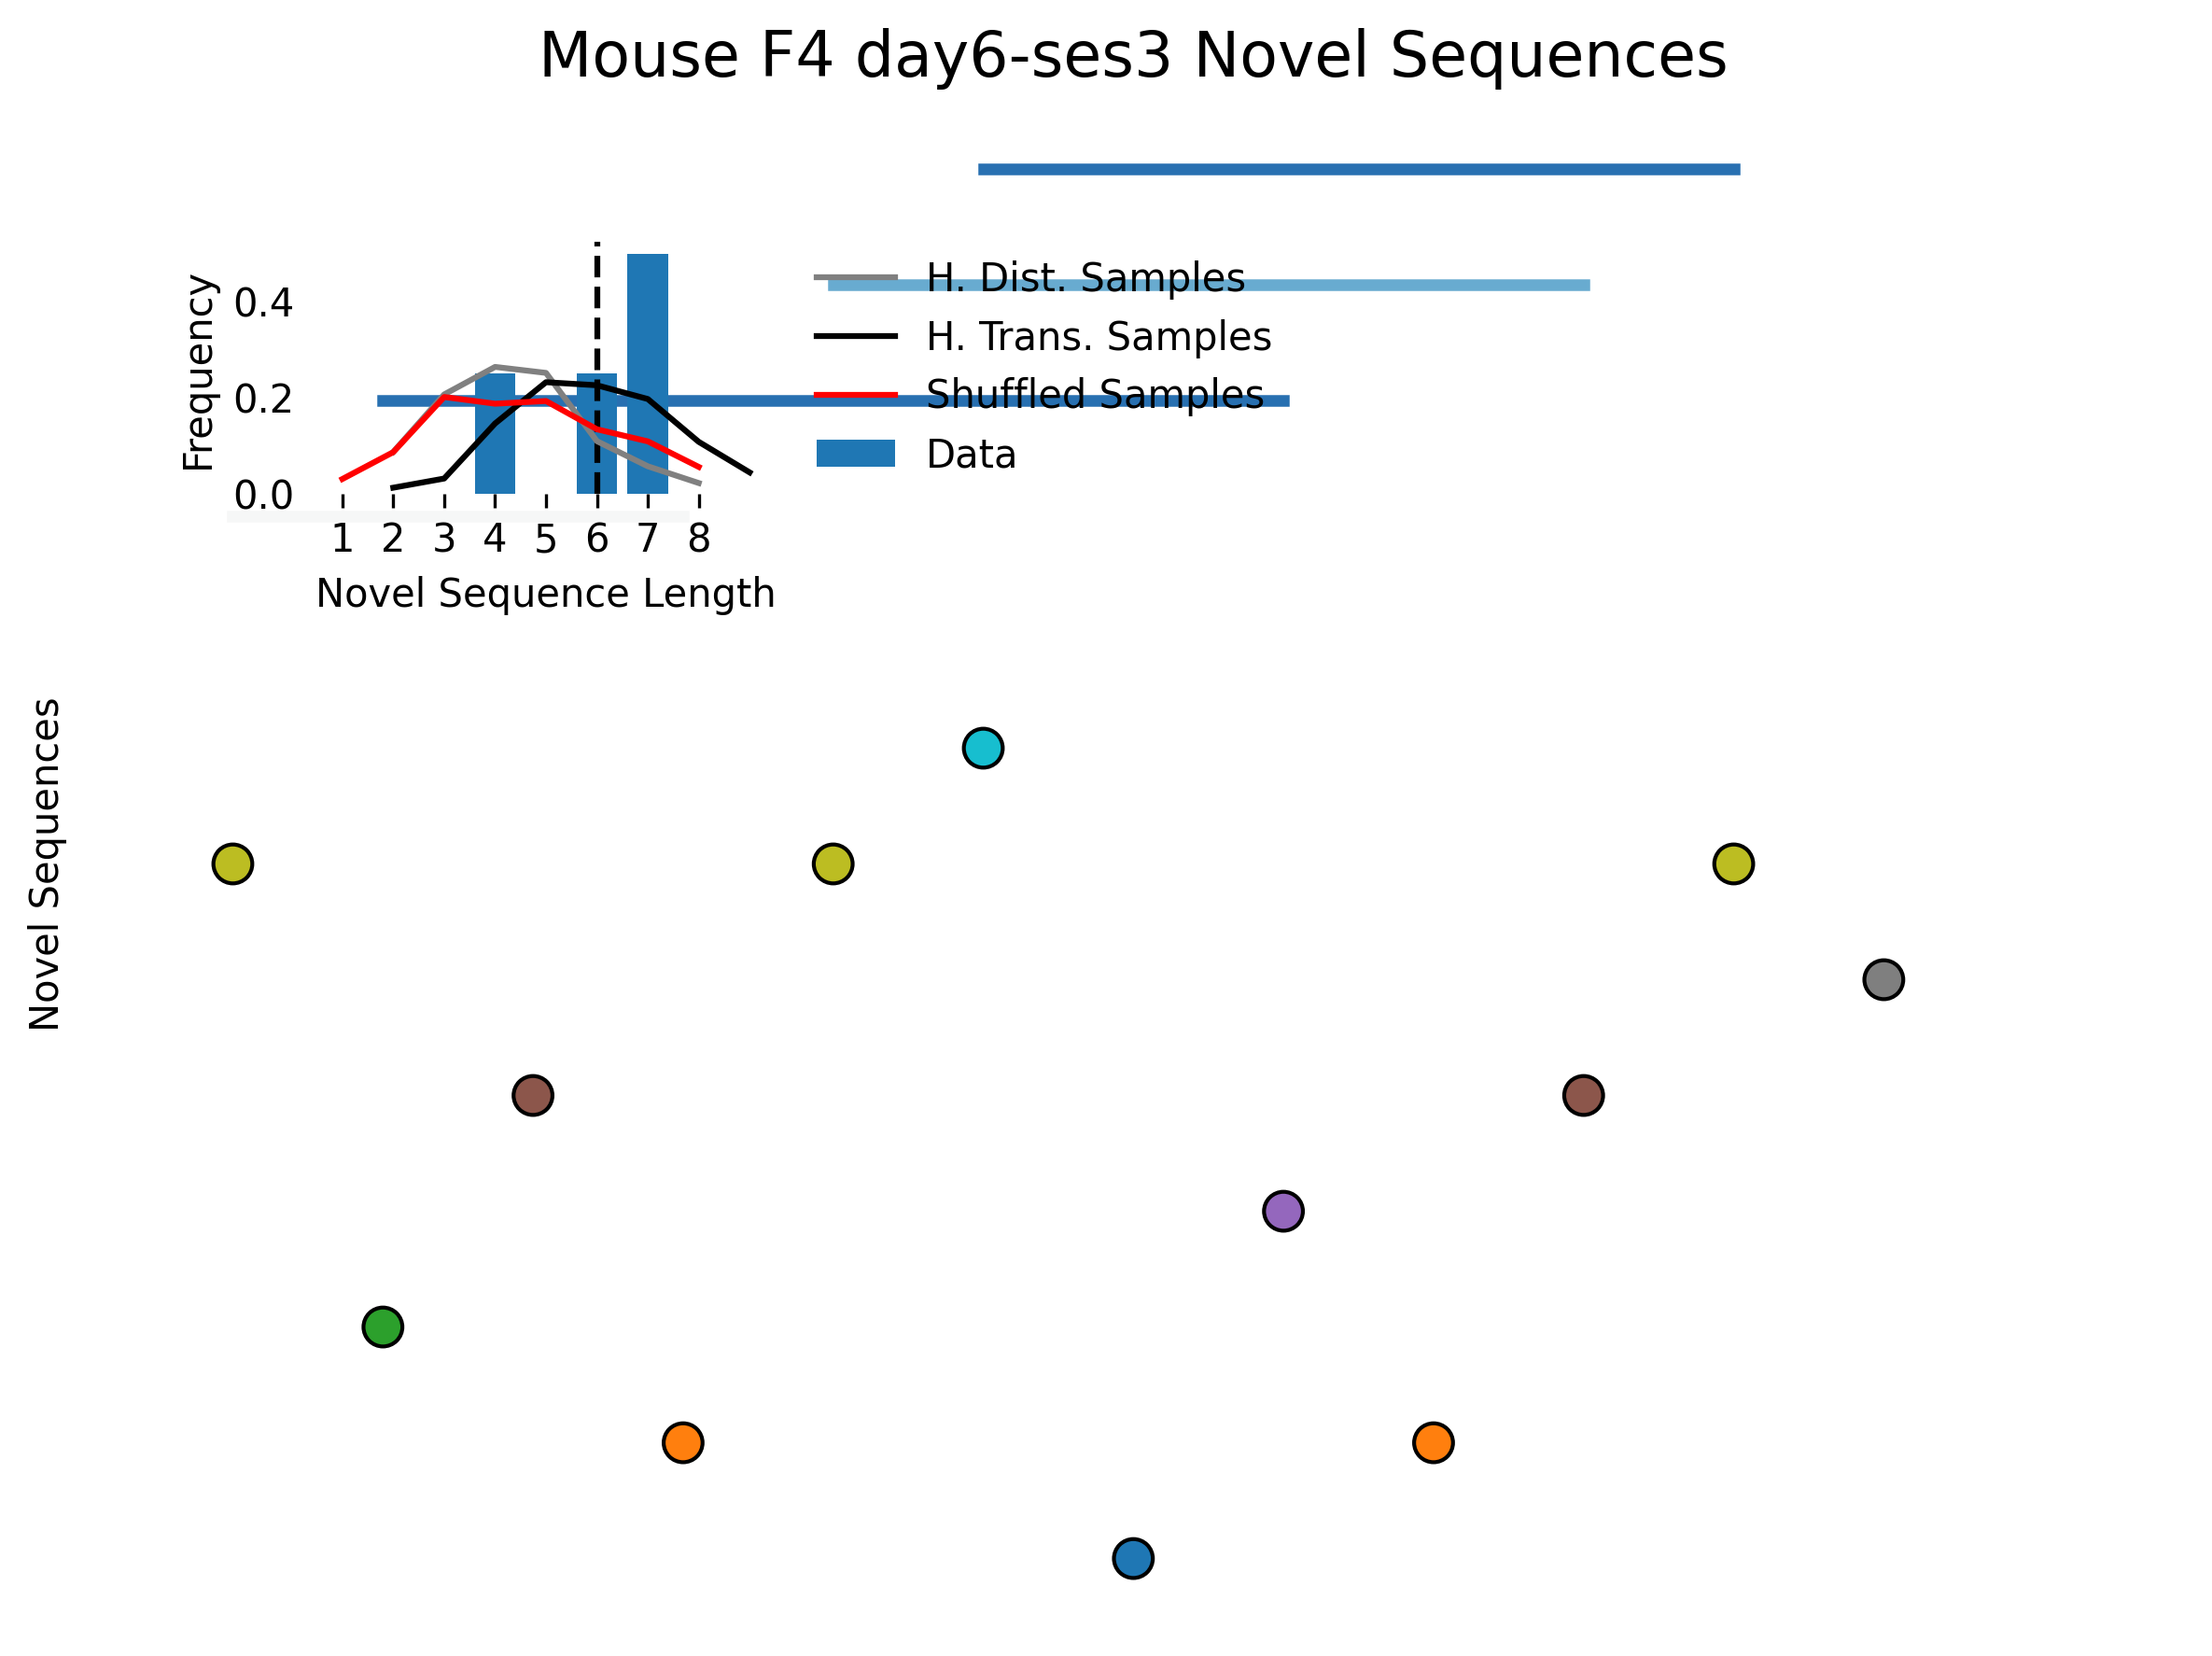 Mouse F4 day6-ses3 Novel Sequences
Frequency
0.4
0.2
0.0
1 2 3 4 5 6 7 8
Novel Sequence Length
H. Dist. Samples
H. Trans. Samples
Shuffled Samples
Data
Novel Sequences